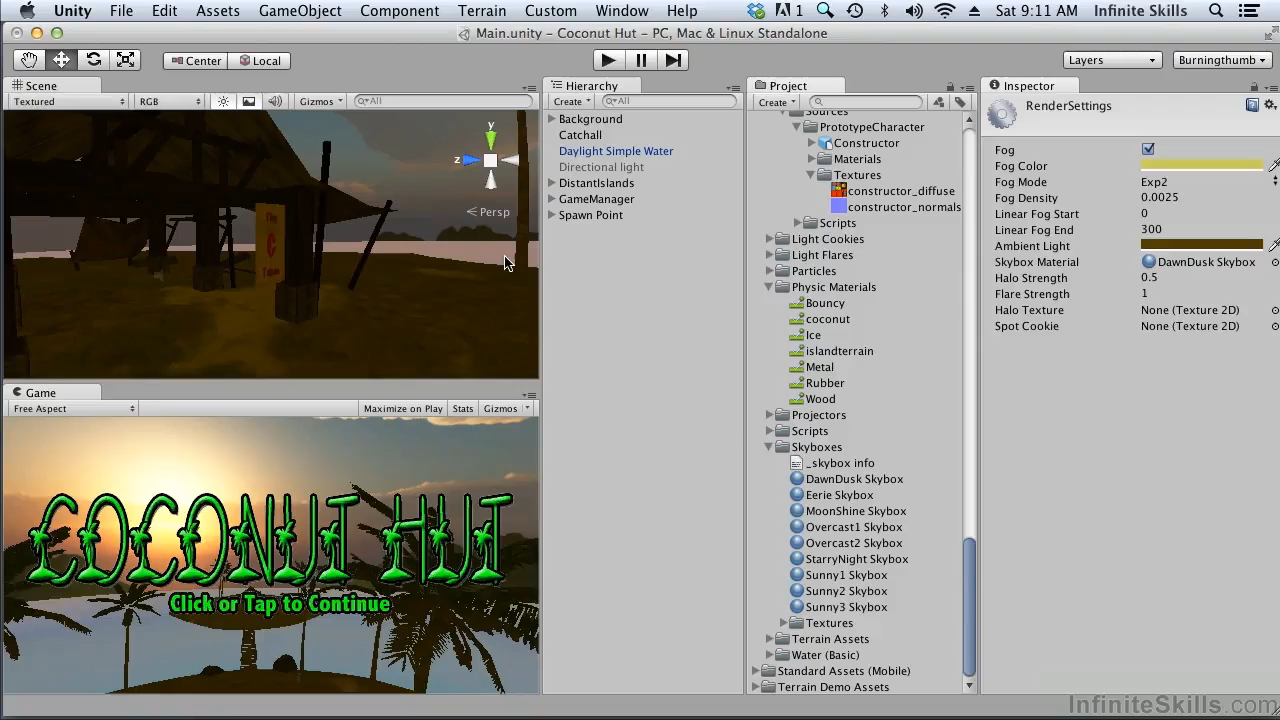 Unity File Edit Assets GameObject Component Terrain Custom Window Help 1 Sat 9:11 AM Infinite Skills
Main.unity – Coconut Hut – PC, Mac & Linux Standalone
Center Local Layers Burningthumb
Scene
Textured RGB Gizmos All
y
z
Persp
C
Game
Free Aspect Maximize on Play Stats Gizmos
COCONUT HUT
Click or Tap to Continue
Hierarchy
Create All
Background
Catchall
Daylight Simple Water
Directional light
DistantIslands
GameManager
Spawn Point
Project
Create
Sources
PrototypeCharacter
Constructor
Materials
Textures
constructor_diffuse
constructor_normals
Scripts
Light Cookies
Light Flares
Particles
Physic Materials
Bouncy
coconut
Ice
islandterrain
Metal
Rubber
Wood
Projectors
Scripts
Skyboxes
_skybox info
DawnDusk Skybox
Eerie Skybox
MoonShine Skybox
Overcast1 Skybox
Overcast2 Skybox
StarryNight Skybox
Sunny1 Skybox
Sunny2 Skybox
Sunny3 Skybox
Textures
Terrain Assets
Water (Basic)
Standard Assets (Mobile)
Terrain Demo Assets
Inspector
RenderSettings
Fog
Fog Color
Fog Mode Exp2
Fog Density 0.0025
Linear Fog Start 0
Linear Fog End 300
Ambient Light
Skybox Material DawnDusk Skybox
Halo Strength 0.5
Flare Strength 1
Halo Texture None (Texture 2D)
Spot Cookie None (Texture 2D)
InfiniteSkills.com